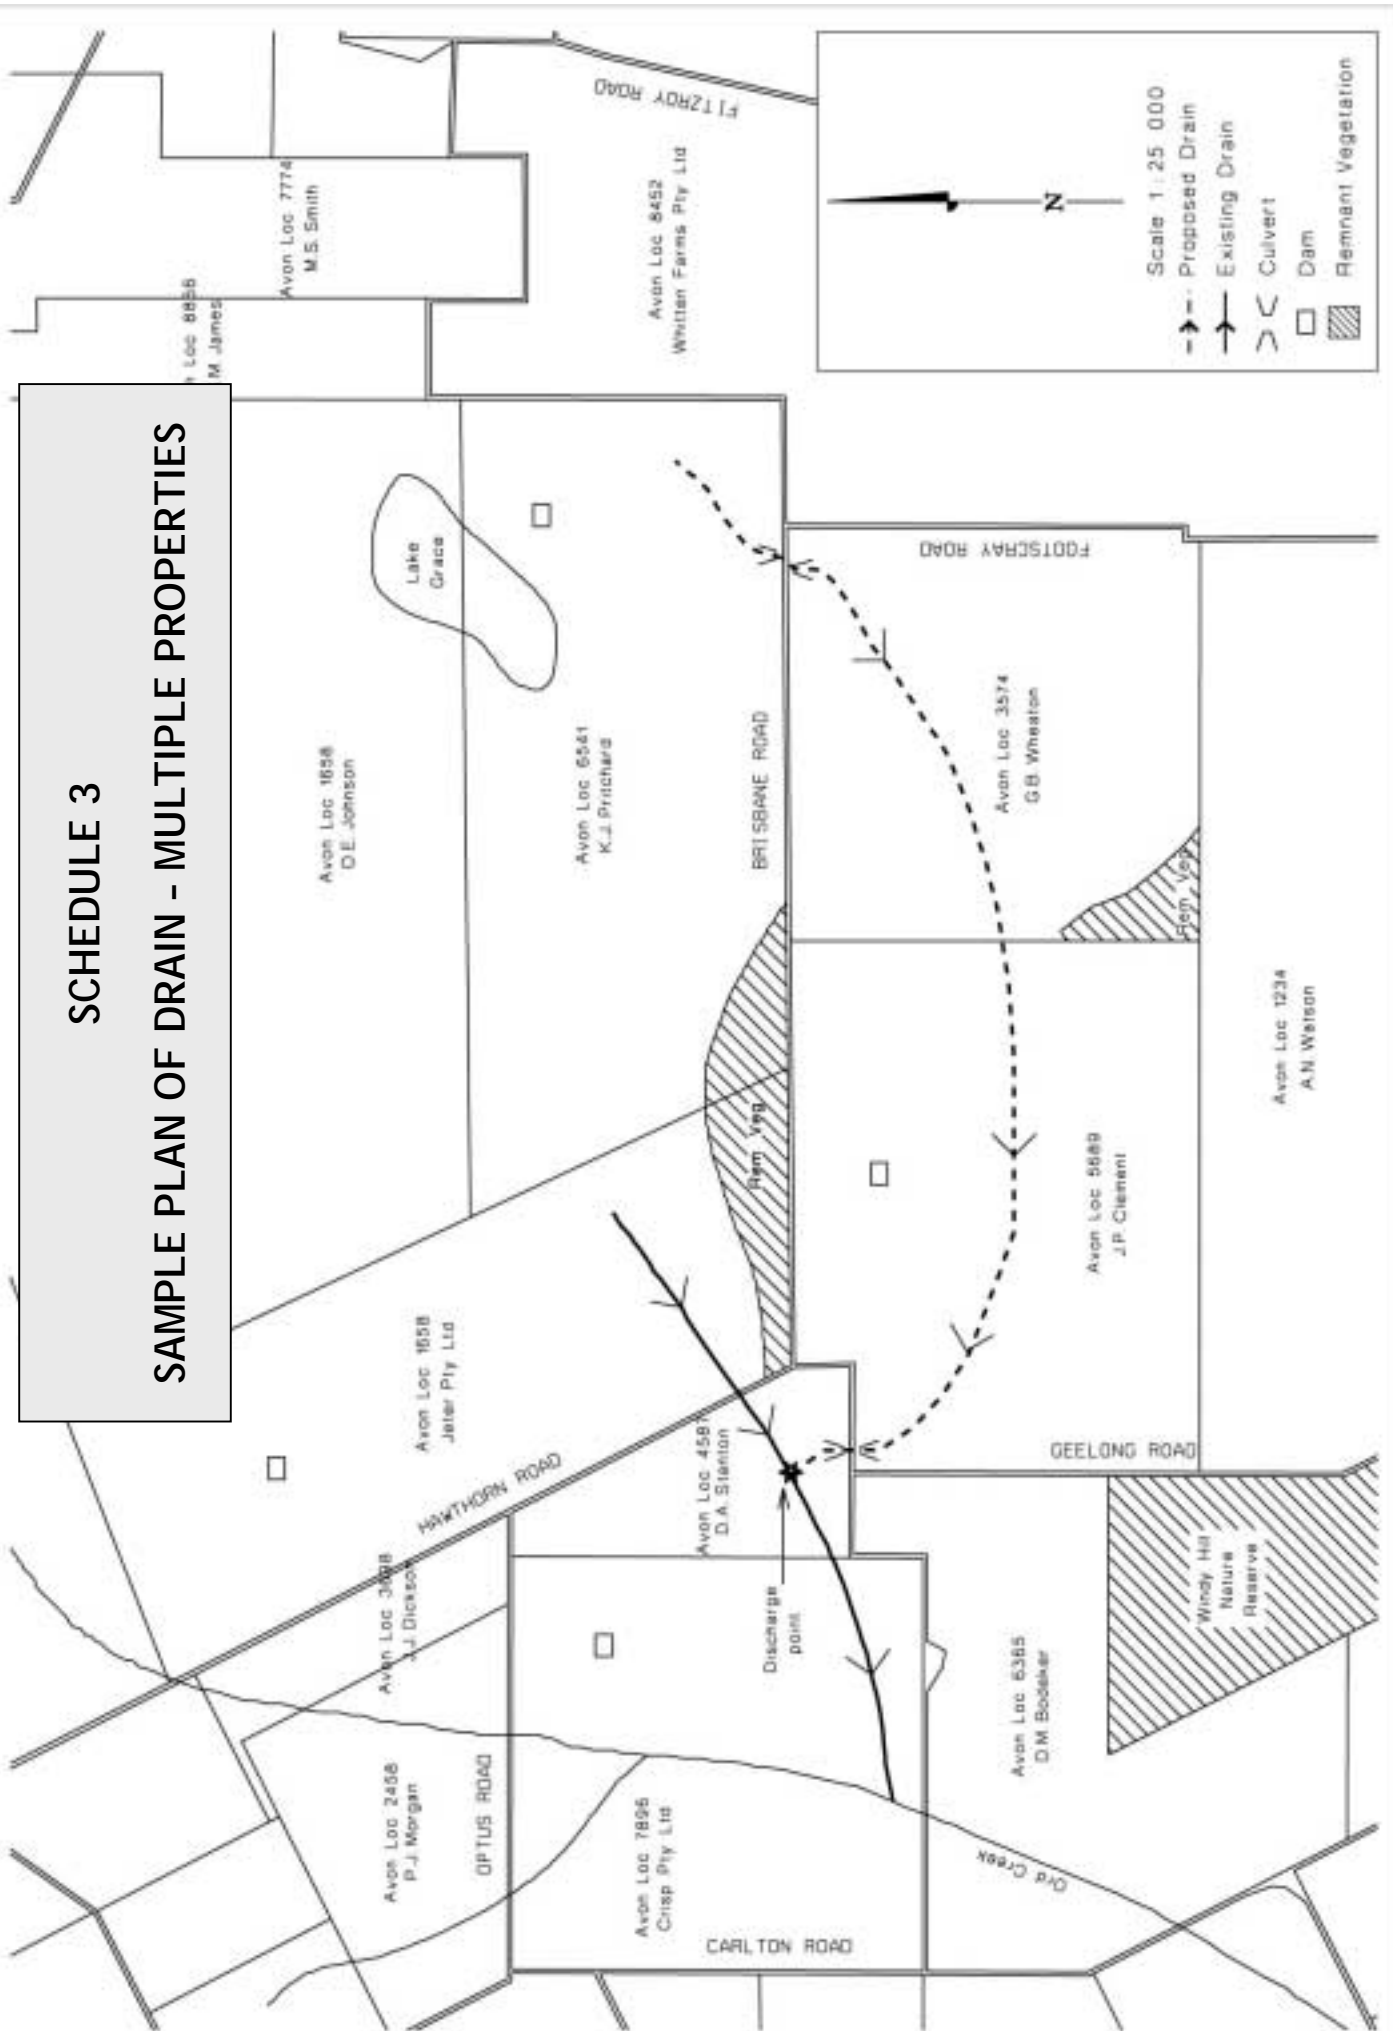 SCHEDULE 3
SAMPLE PLAN OF DRAIN - MULTIPLE PROPERTIES
Loc 8856
M. James
Avon Loc 7774
M.S. Smith
FITZROY ROAD
Avon Loc 8452
Whitten Farms Pty Ltd
Avon Loc 1658
D.E. Johnson
Lake
Grace
Avon Loc 6541
K.J. Pritchard
BRISBANE ROAD
FOOTSCRAY ROAD
Avon Loc 3574
G.B. Wheaton
Rem Veg
Rem Veg
Avon Loc 1234
A.N. Watson
Avon Loc 5689
J.P. Clement
GEELONG ROAD
Avon Loc 1658
Jeter Pty Ltd
HAWTHORN ROAD
Avon Loc 4587
D.A. Stanton
Discharge
point
Avon Loc
J.J. Dickson
Avon Loc 2458
P.J. Morgan
OPTUS ROAD
Avon Loc 7896
Crisp Pty Ltd
CARLTON ROAD
Ord Creek
Avon Loc 6365
D.M. Bodeker
Windy Hill
Nature
Reserve
N
Scale 1:25 000
Proposed Drain
Existing Drain
Culvert
Dam
Remnant Vegetation